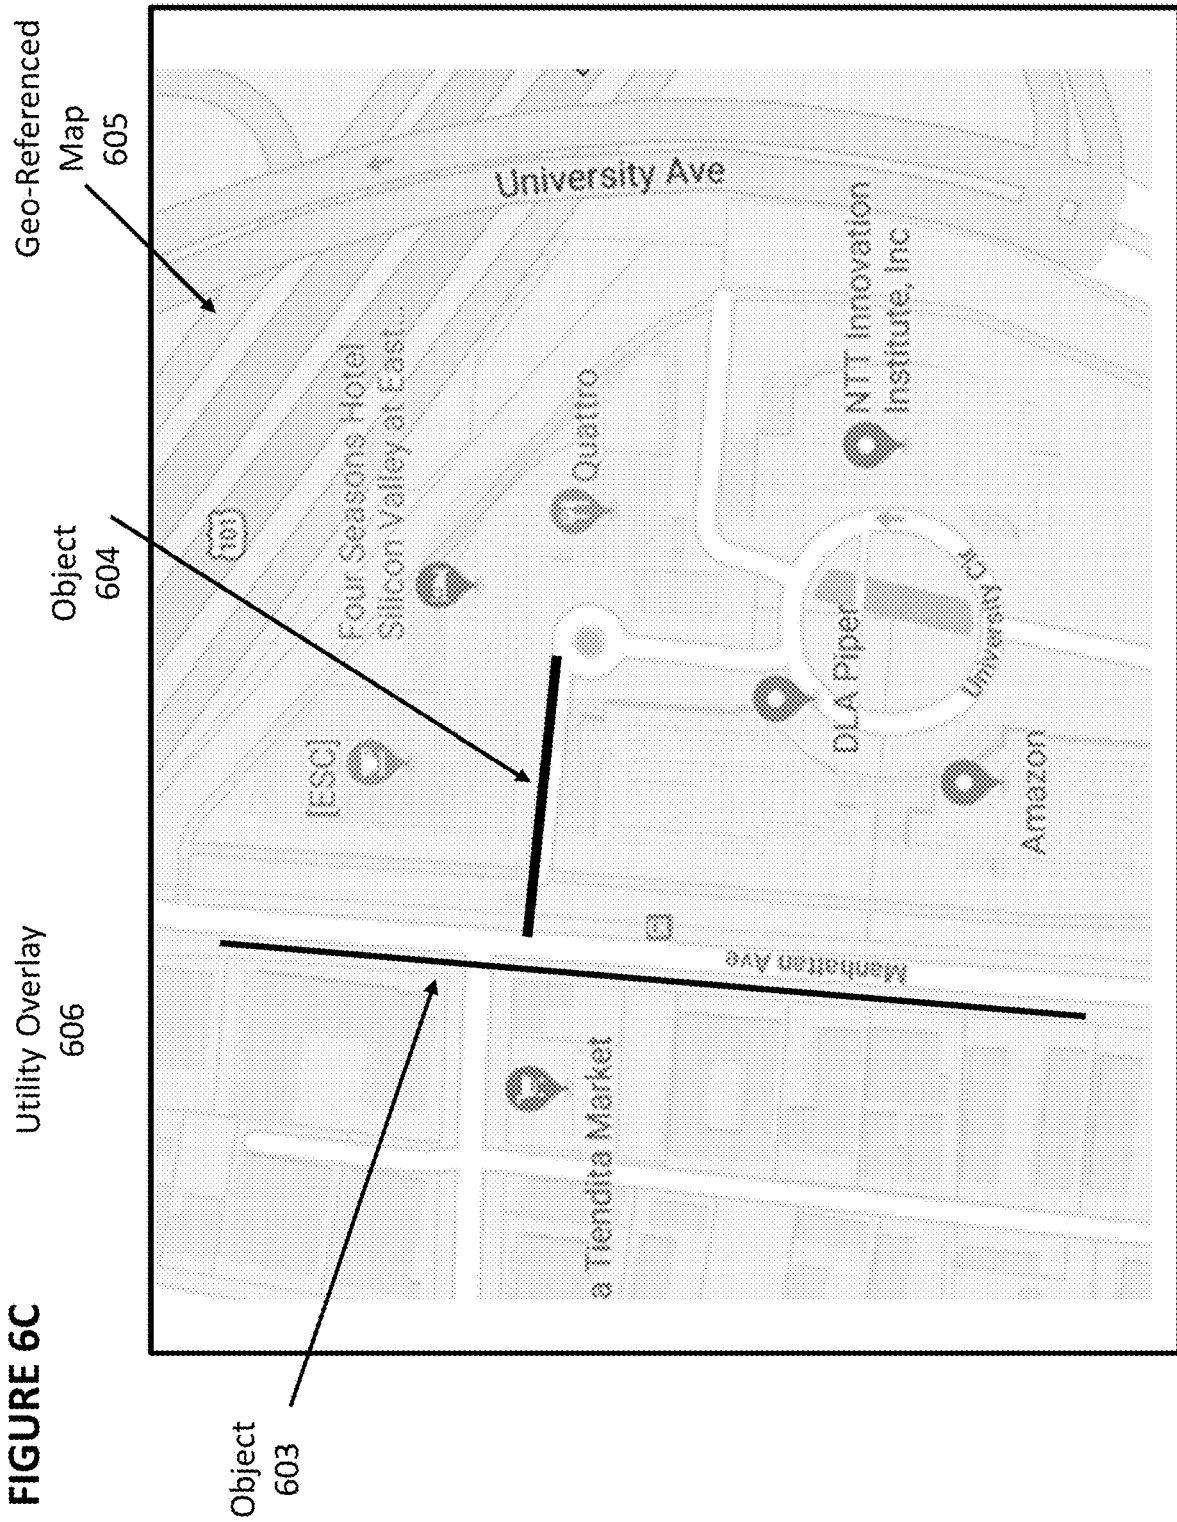 FIGURE 6C
Utility Overlay
606
Object
604
Geo-Referenced
Map
605
Object
603
101
Four Seasons Hotel
Silicon Valley at East...
[ESC]
Quattro
University Ave
NTT Innovation
Institute, Inc
DLA Piper
University Cir
Amazon
Manhattan Ave
a Tiendita Market